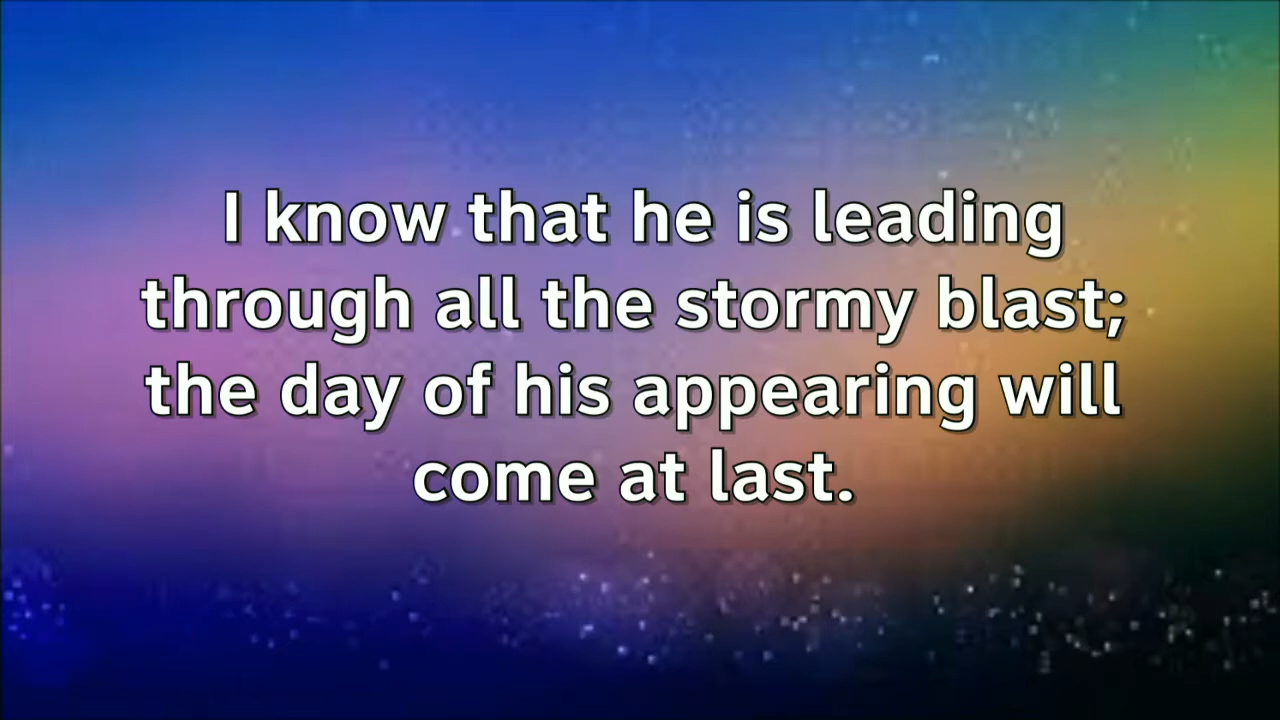 I know that he is leading
through all the stormy blast;
the day of his appearing will
come at last.